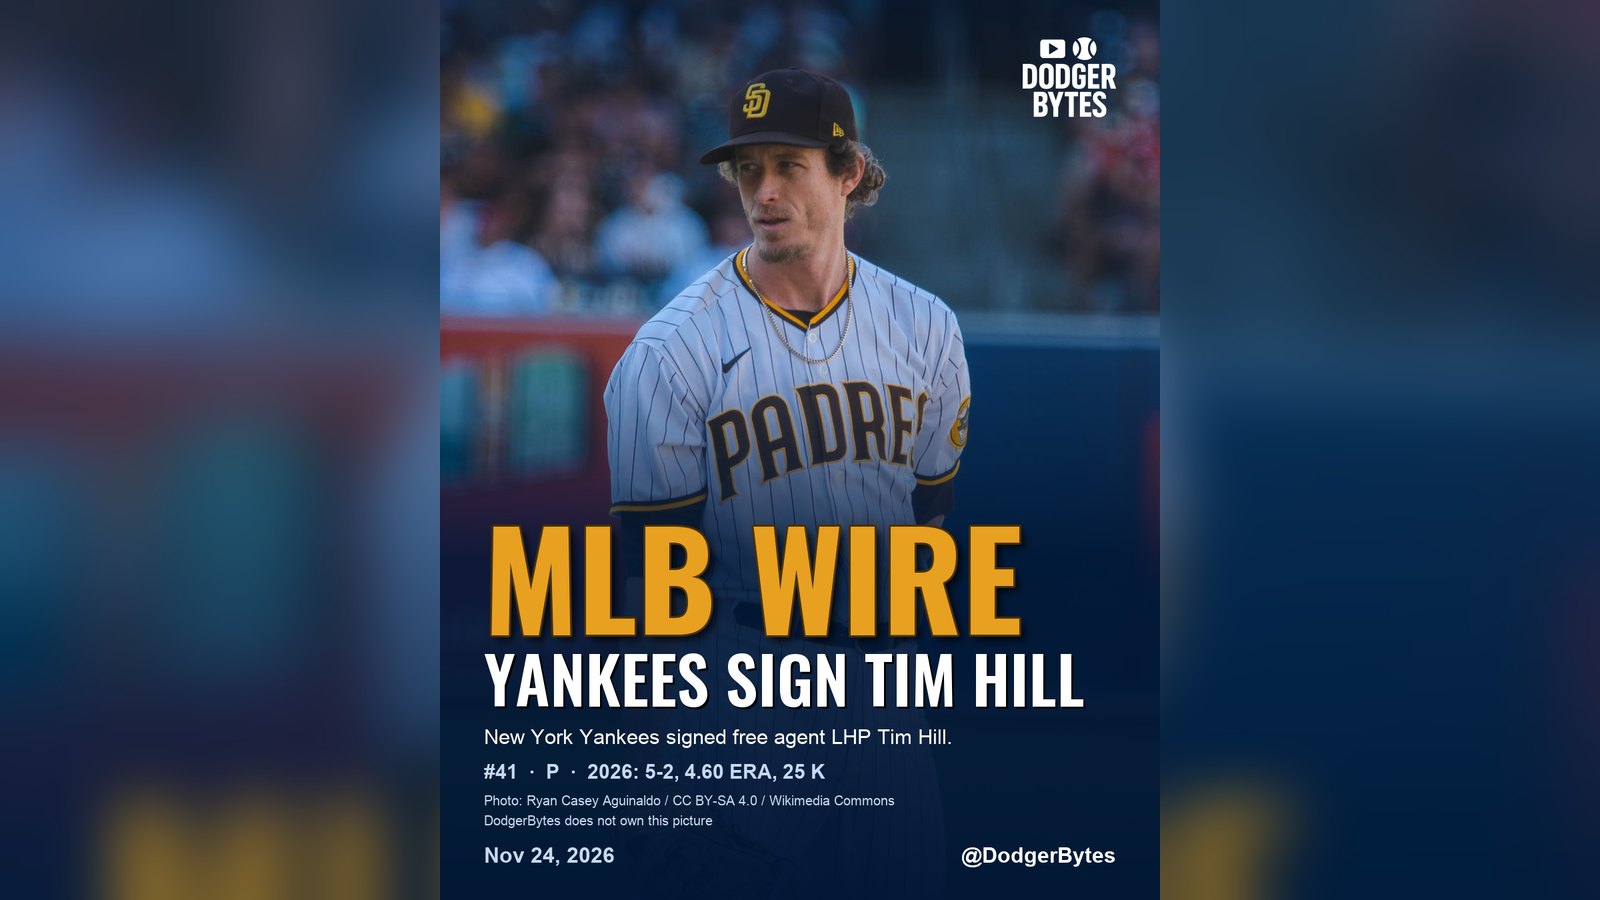 DODGER
BYTES
SD
PADRES
MLB WIRE
YANKEES SIGN TIM HILL
New York Yankees signed free agent LHP Tim Hill.
#41 · P · 2026: 5-2, 4.60 ERA, 25 K
Photo: Ryan Casey Aguinaldo / CC BY-SA 4.0 / Wikimedia Commons
DodgerBytes does not own this picture
Nov 24, 2026
@DodgerBytes